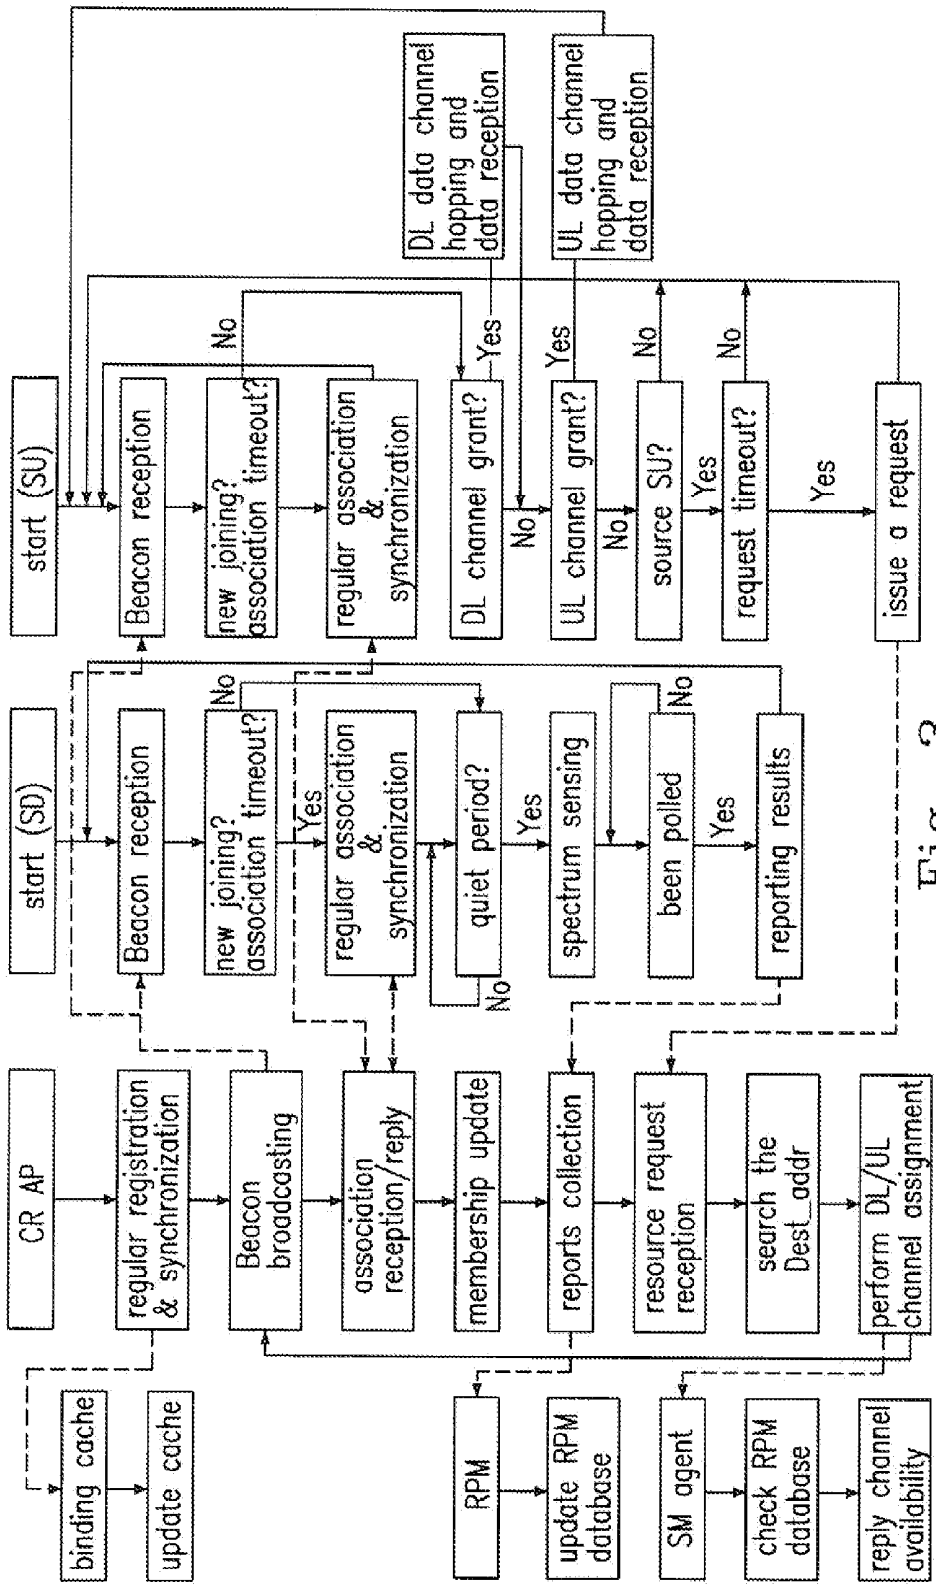 binding cache
update cache
RPM
update RPM
database
SM agent
check RPM
database
reply channel
availability
CR AP
regular registration
& synchronization
Beacon
broadcasting
association
reception/reply
membership update
reports collection
resource request
reception
search the
Dest_addr
perform DL/UL
channel assignment
start (SD)
Beacon reception
new joining?
association timeout?
No
Yes
regular association
&
synchronization
quiet period?
No
Yes
spectrum sensing
been polled
No
Yes
reporting results
start (SU)
Beacon reception
new joining?
association timeout?
No
regular association
&
synchronization
DL channel grant?
Yes
No
UL channel grant?
Yes
No
source SU?
No
Yes
request timeout?
No
Yes
issue a request
DL data channel
hopping and
data reception
UL data channel
hopping and
data reception